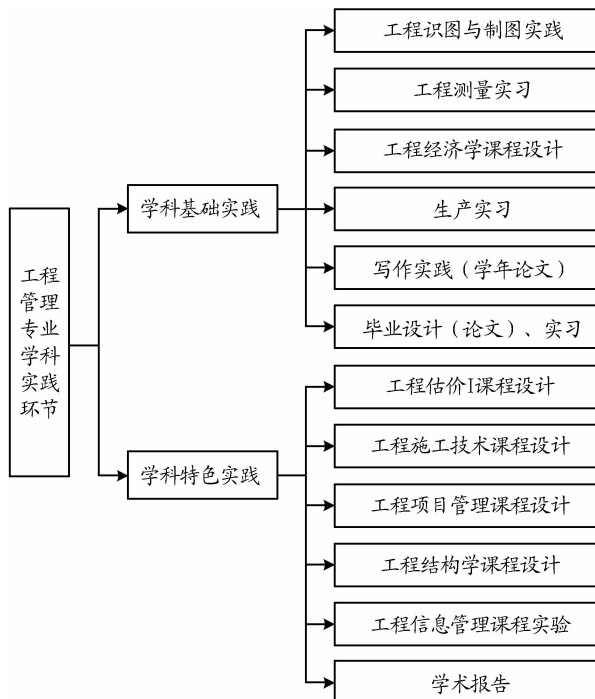 工程
管理
专业
学科
实践
环节
学科基础实践
工程识图与制图实践
工程测量实习
工程经济学课程设计
生产实习
写作实践（学年论文）
毕业设计（论文）、实习
学科特色实践
工程估价I课程设计
工程施工技术课程设计
工程项目管理课程设计
工程结构学课程设计
工程信息管理课程实验
学术报告